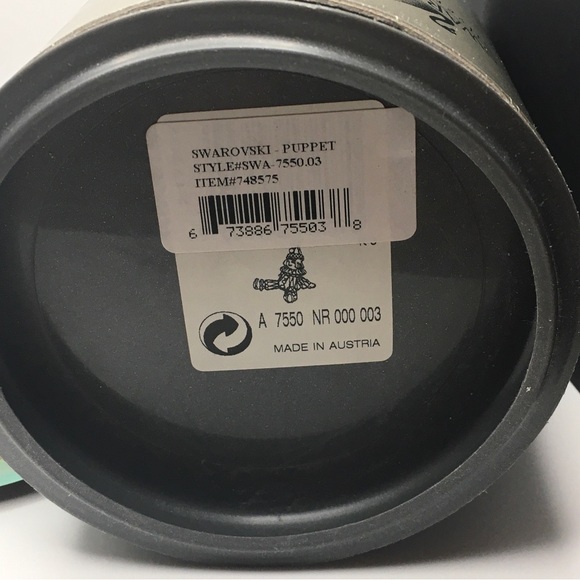 SWAROVSKI - PUPPET
STYLE#SWA-7550.03
ITEM#748575
6 73886 75503 8
A 7550 NR 000 003
MADE IN AUSTRIA